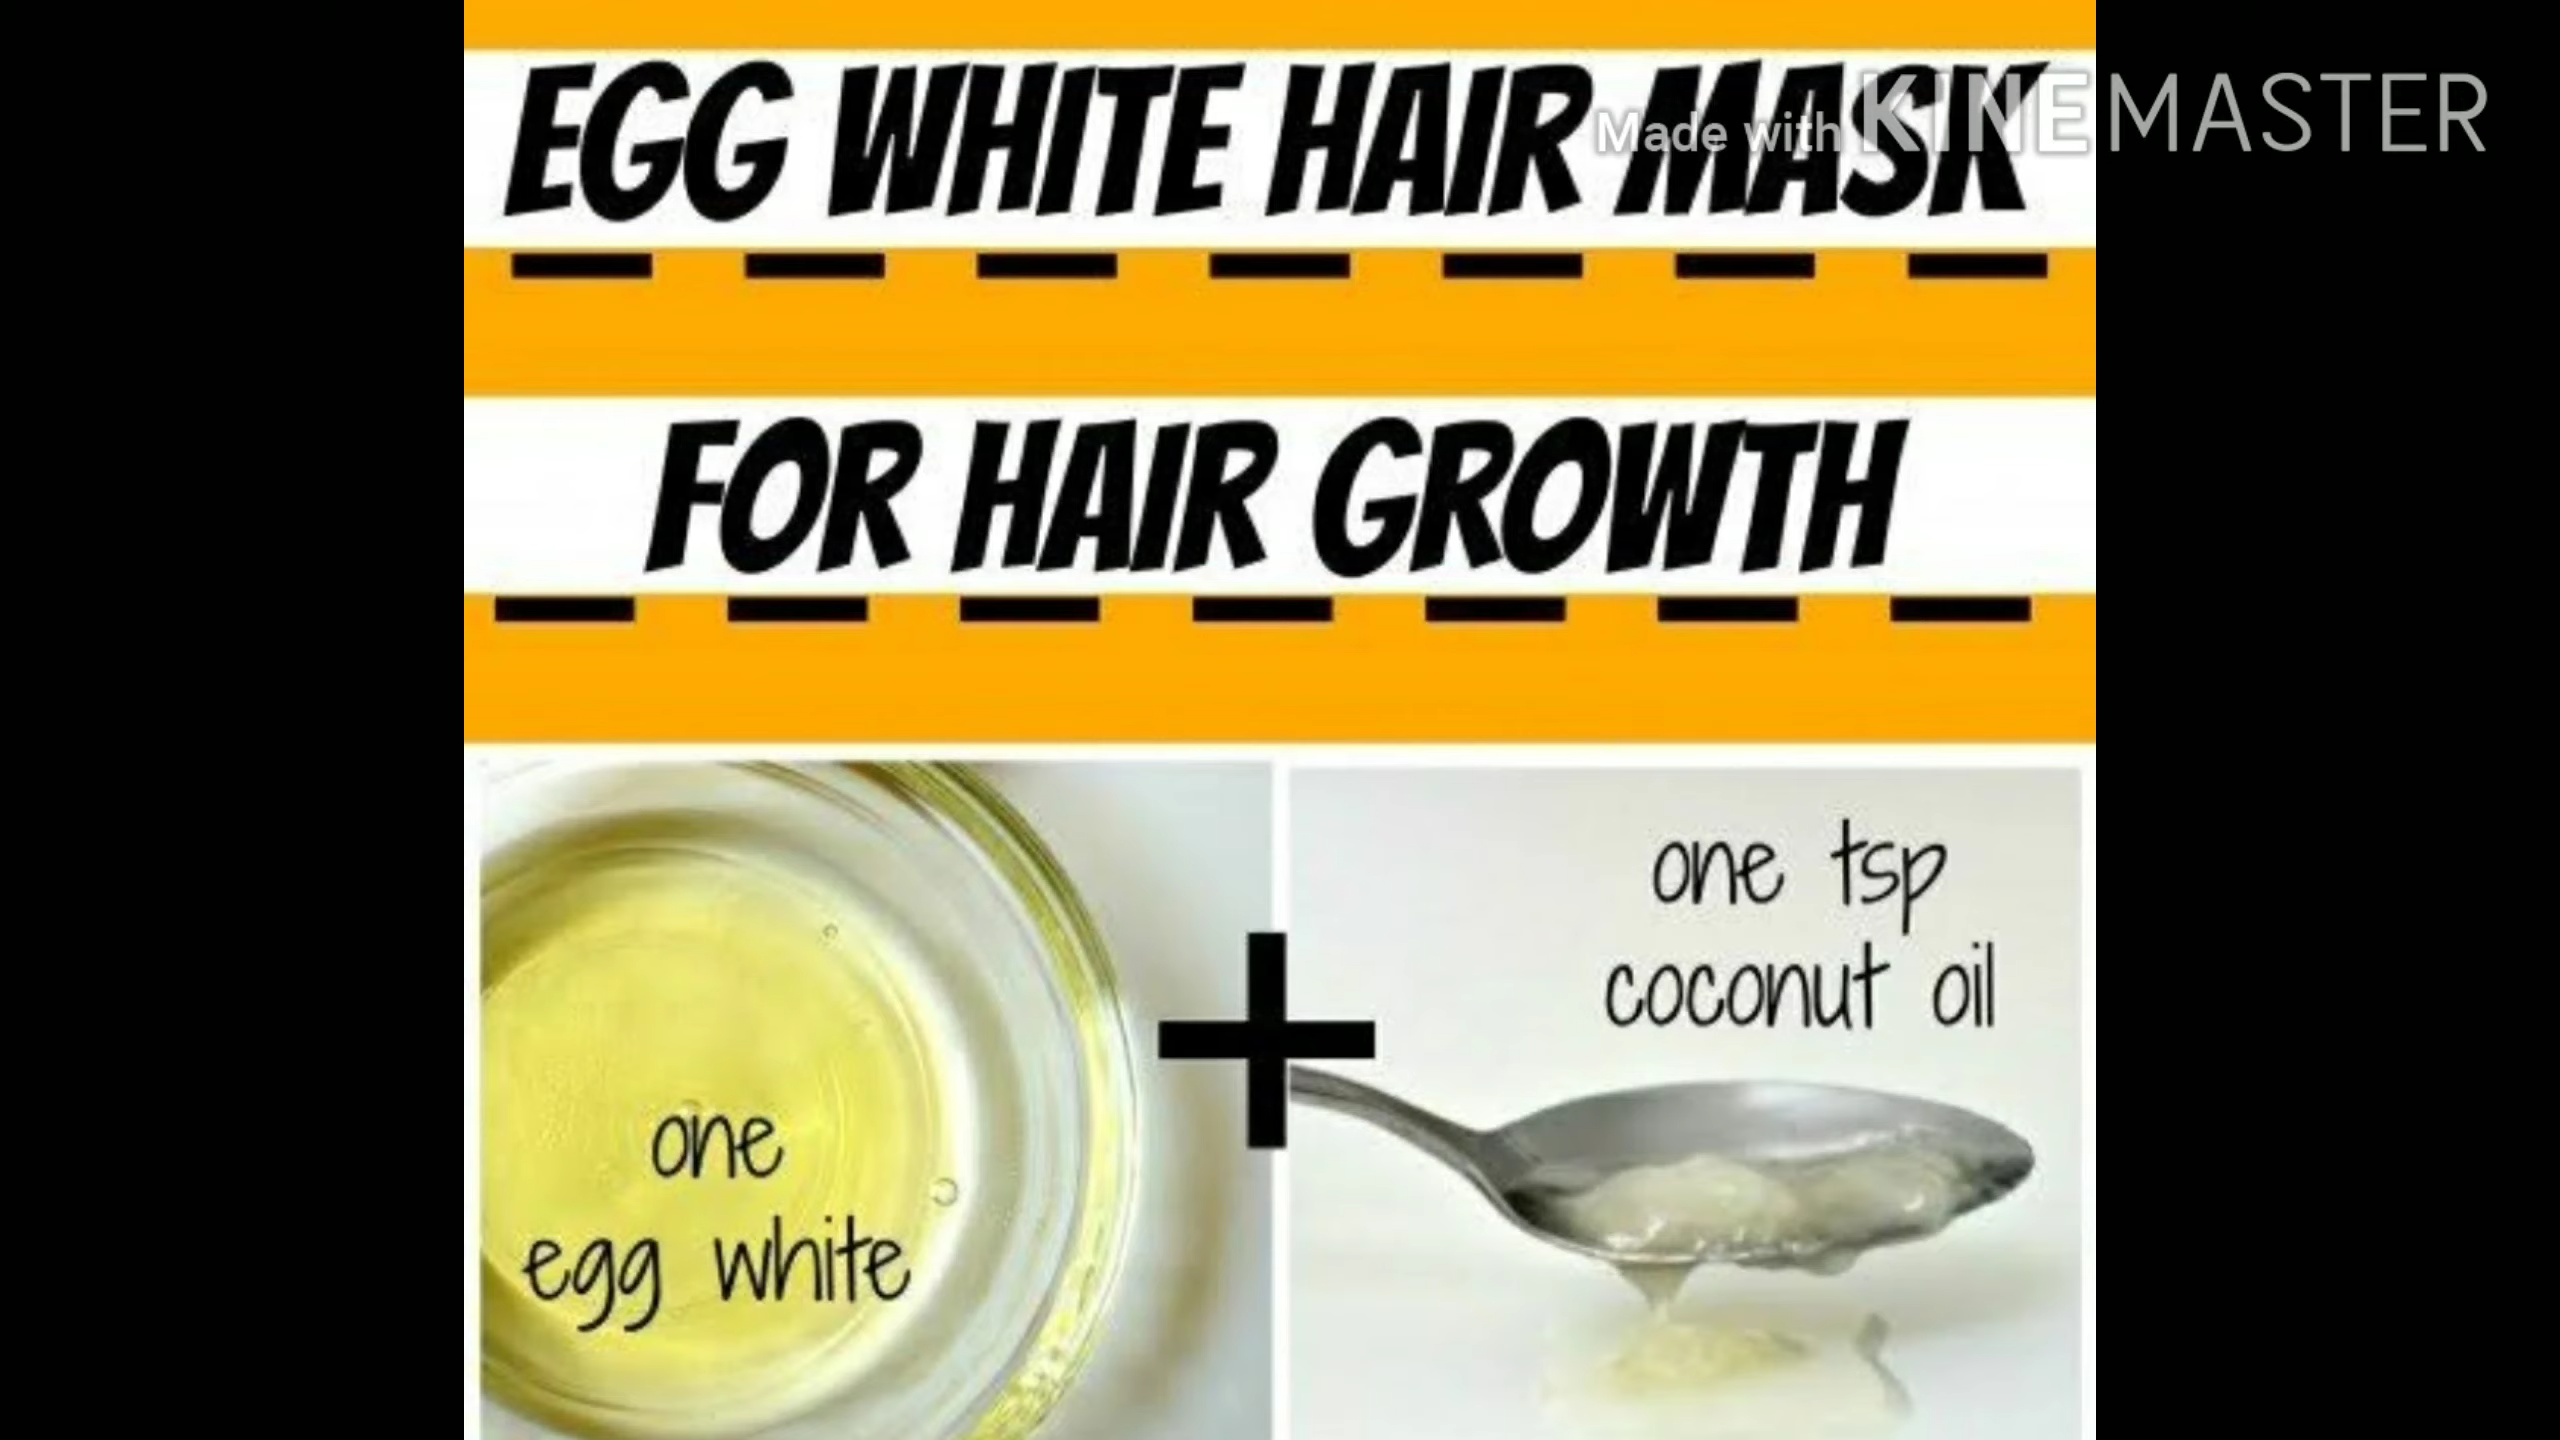 EGG WHITE HAIR MASK
Made with KINEMASTER
FOR HAIR GROWTH
one tsp
coconut oil
one
egg white